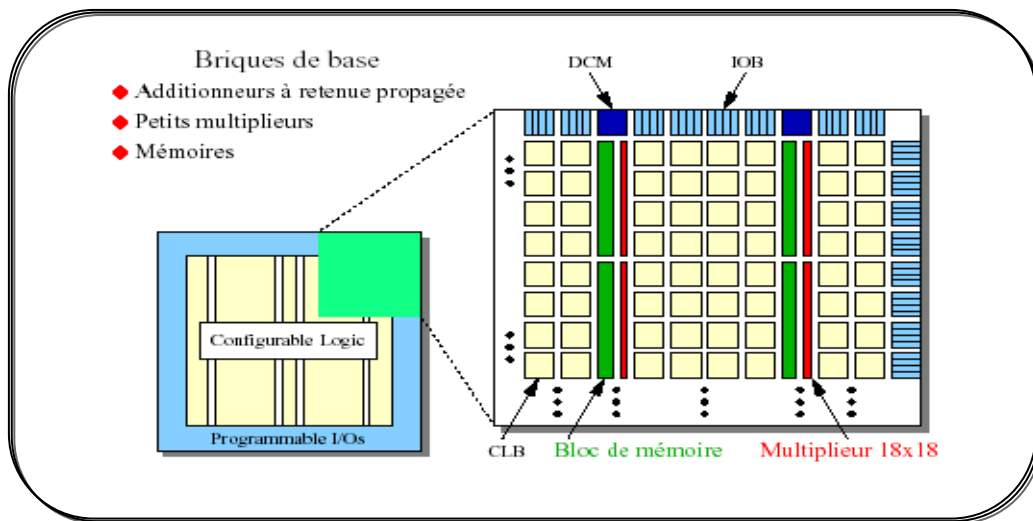 Briques de base
Additionneurs à retenue propagée
Petits multiplieurs
Mémoires
DCM
IOB
Configurable Logic
Programmable I/Os
CLB
Bloc de mémoire
Multiplieur 18x18